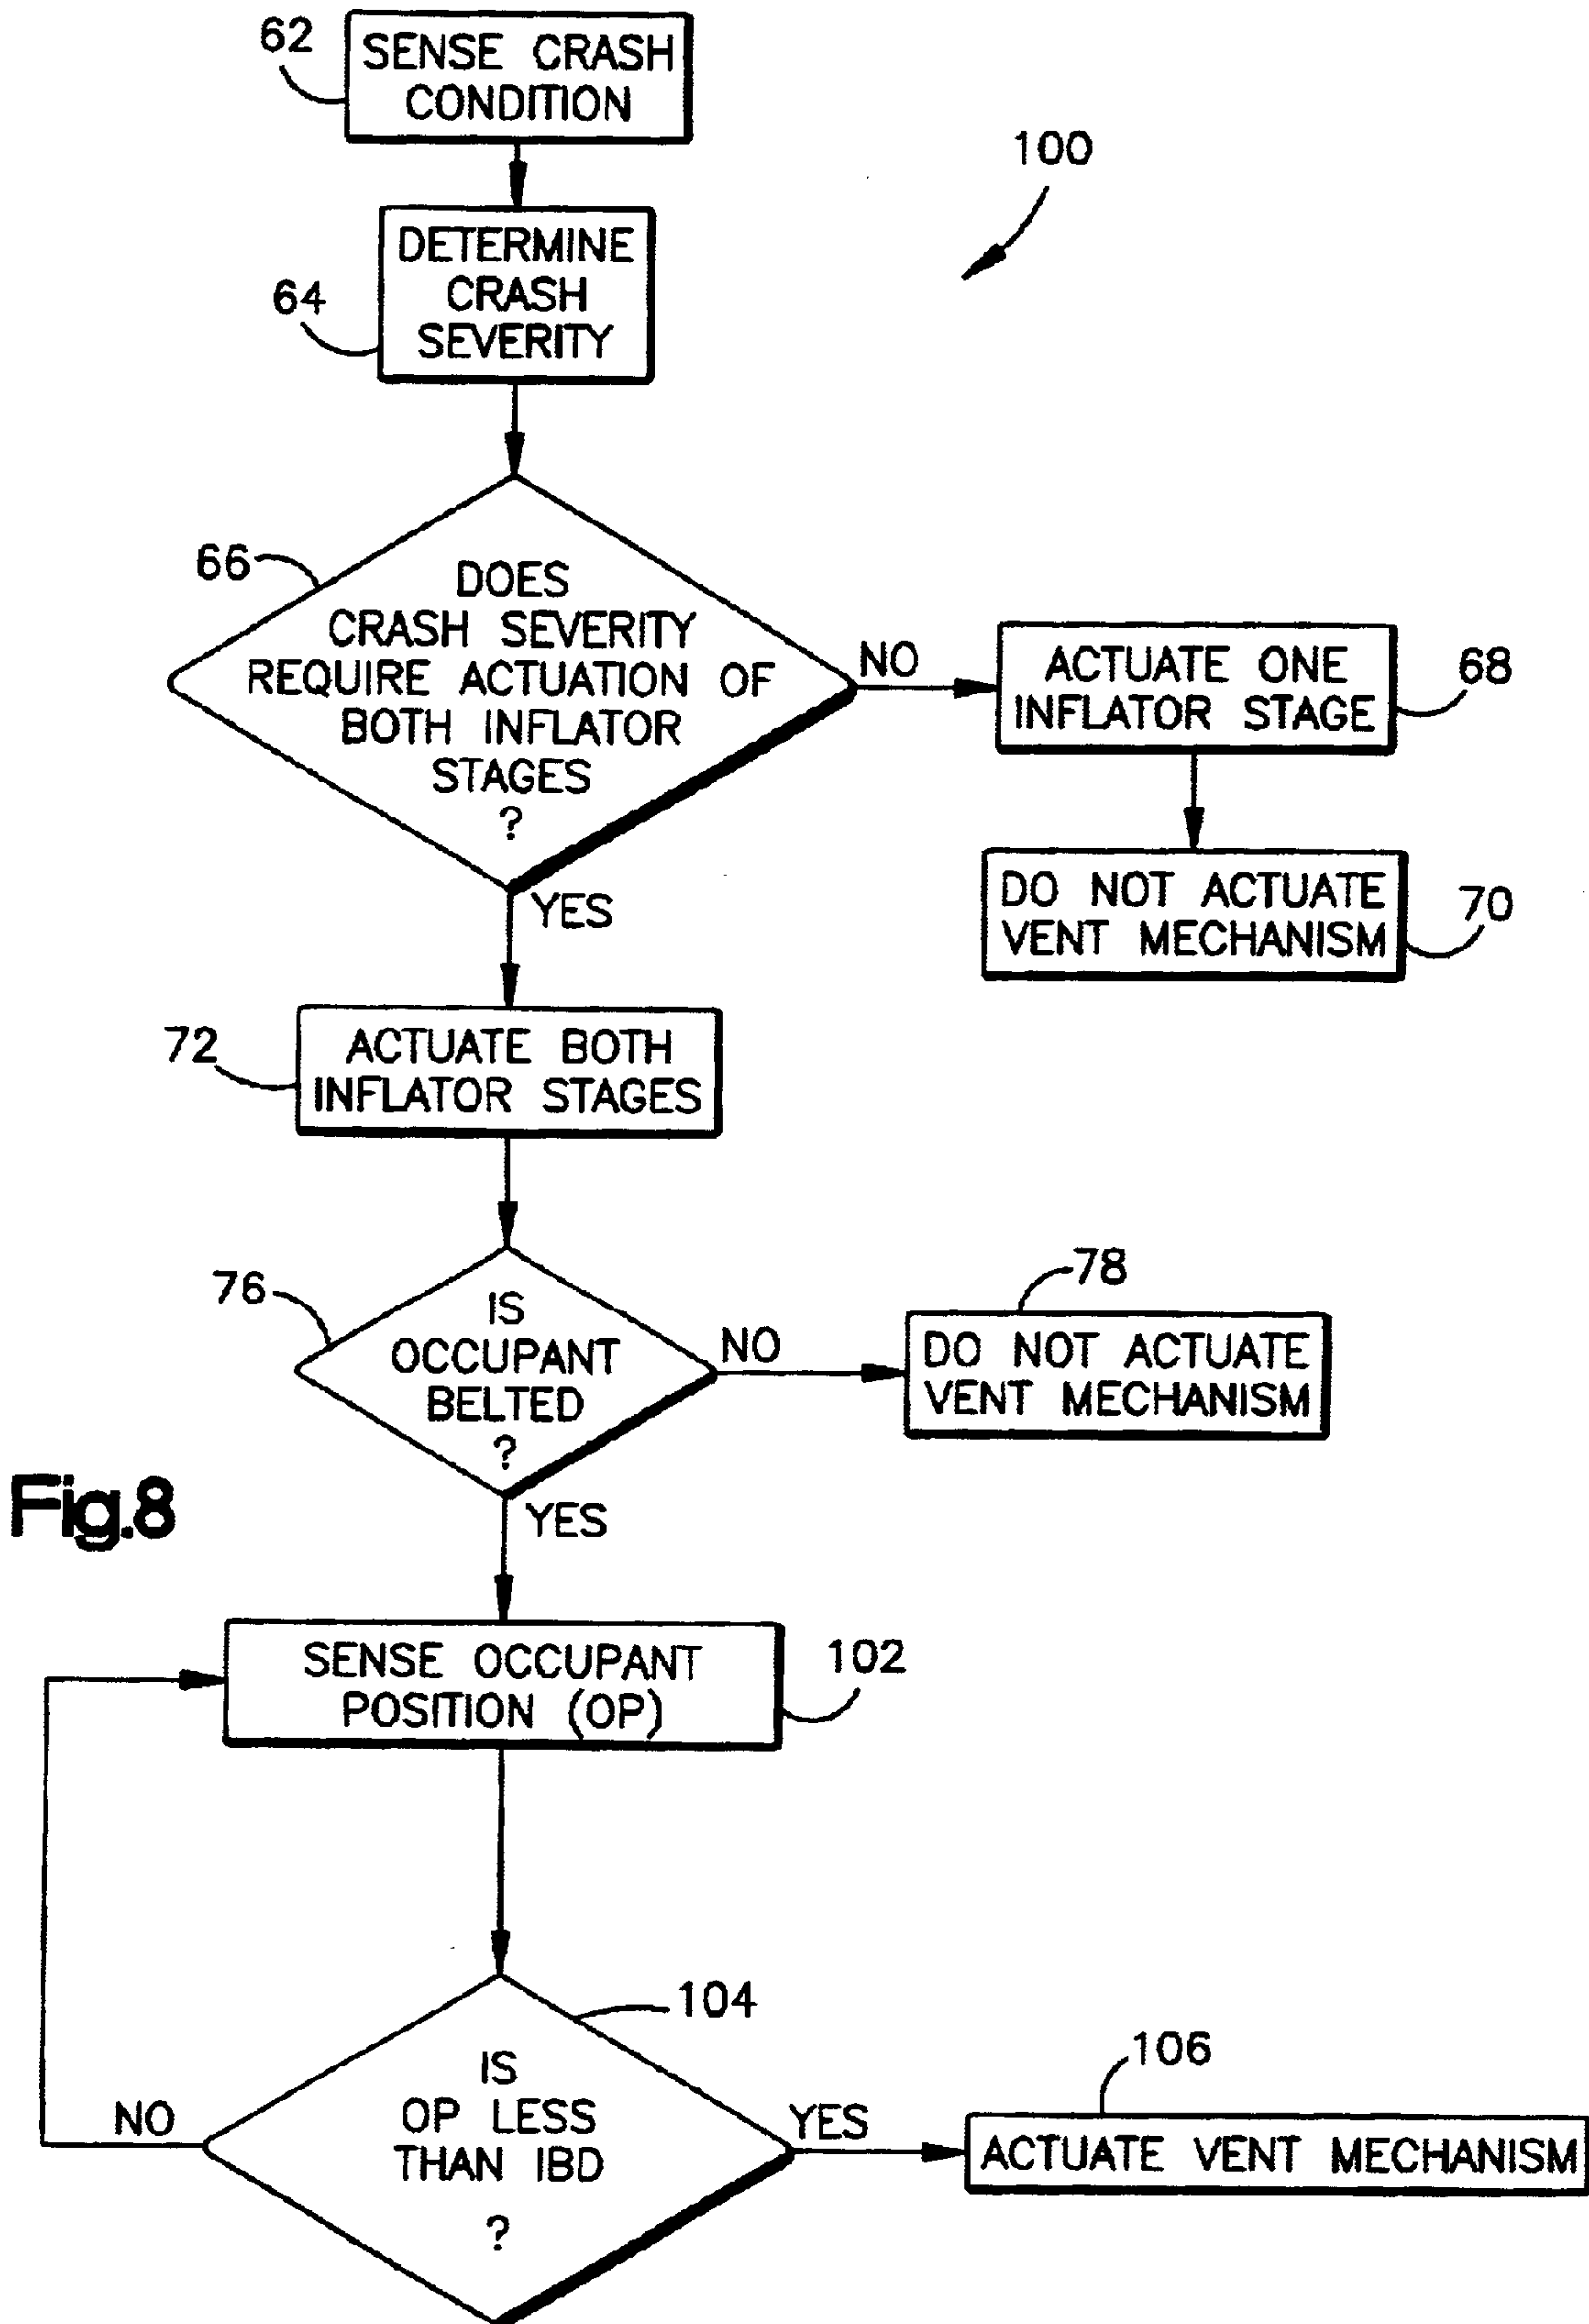 62
SENSE CRASH
CONDITION
100
64
DETERMINE
CRASH
SEVERITY
66
DOES
CRASH SEVERITY
REQUIRE ACTUATION OF
BOTH INFLATOR
STAGES
?
NO
ACTUATE ONE
INFLATOR STAGE
68
YES
DO NOT ACTUATE
VENT MECHANISM
70
72
ACTUATE BOTH
INFLATOR STAGES
76
IS
OCCUPANT
BELTED
?
NO
78
DO NOT ACTUATE
VENT MECHANISM
Fig.8
YES
SENSE OCCUPANT
POSITION (OP)
102
104
IS
OP LESS
THAN IBD
?
NO
YES
106
ACTUATE VENT MECHANISM